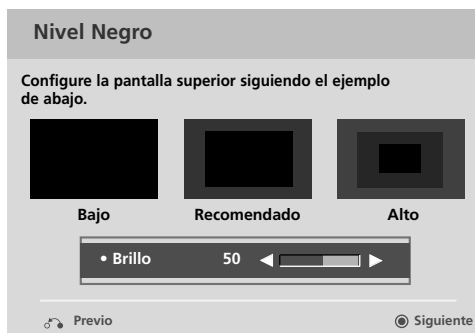 Nivel Negro
Configure la pantalla superior siguiendo el ejemplo
de abajo.
Bajo Recomendado Alto
• Brillo 50
Previo Siguiente